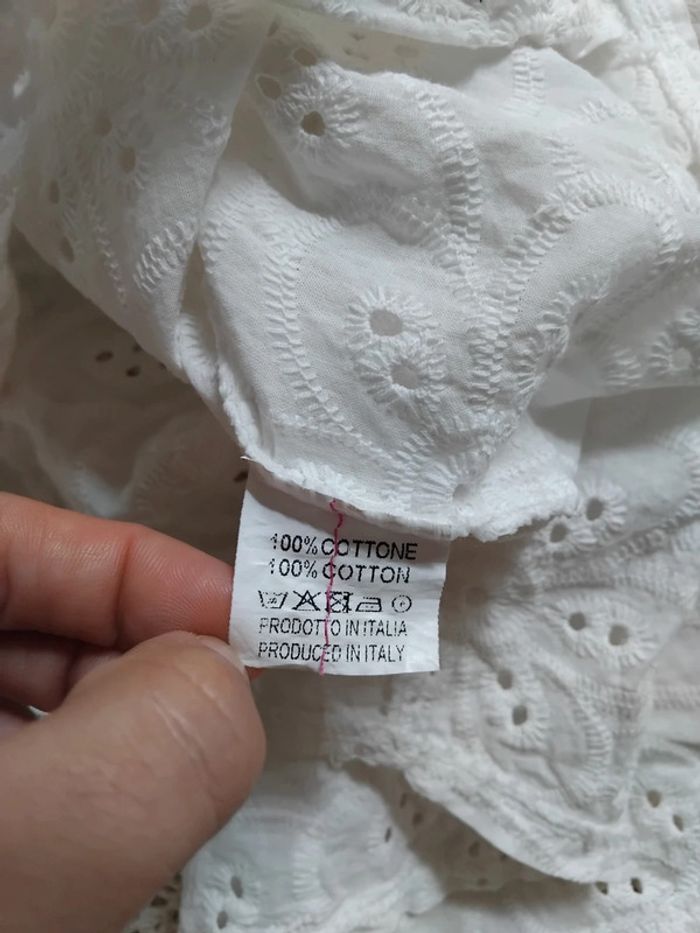 100% COTTONE
100% COTTON
PRODOTTO IN ITALIA
PRODUCED IN ITALY